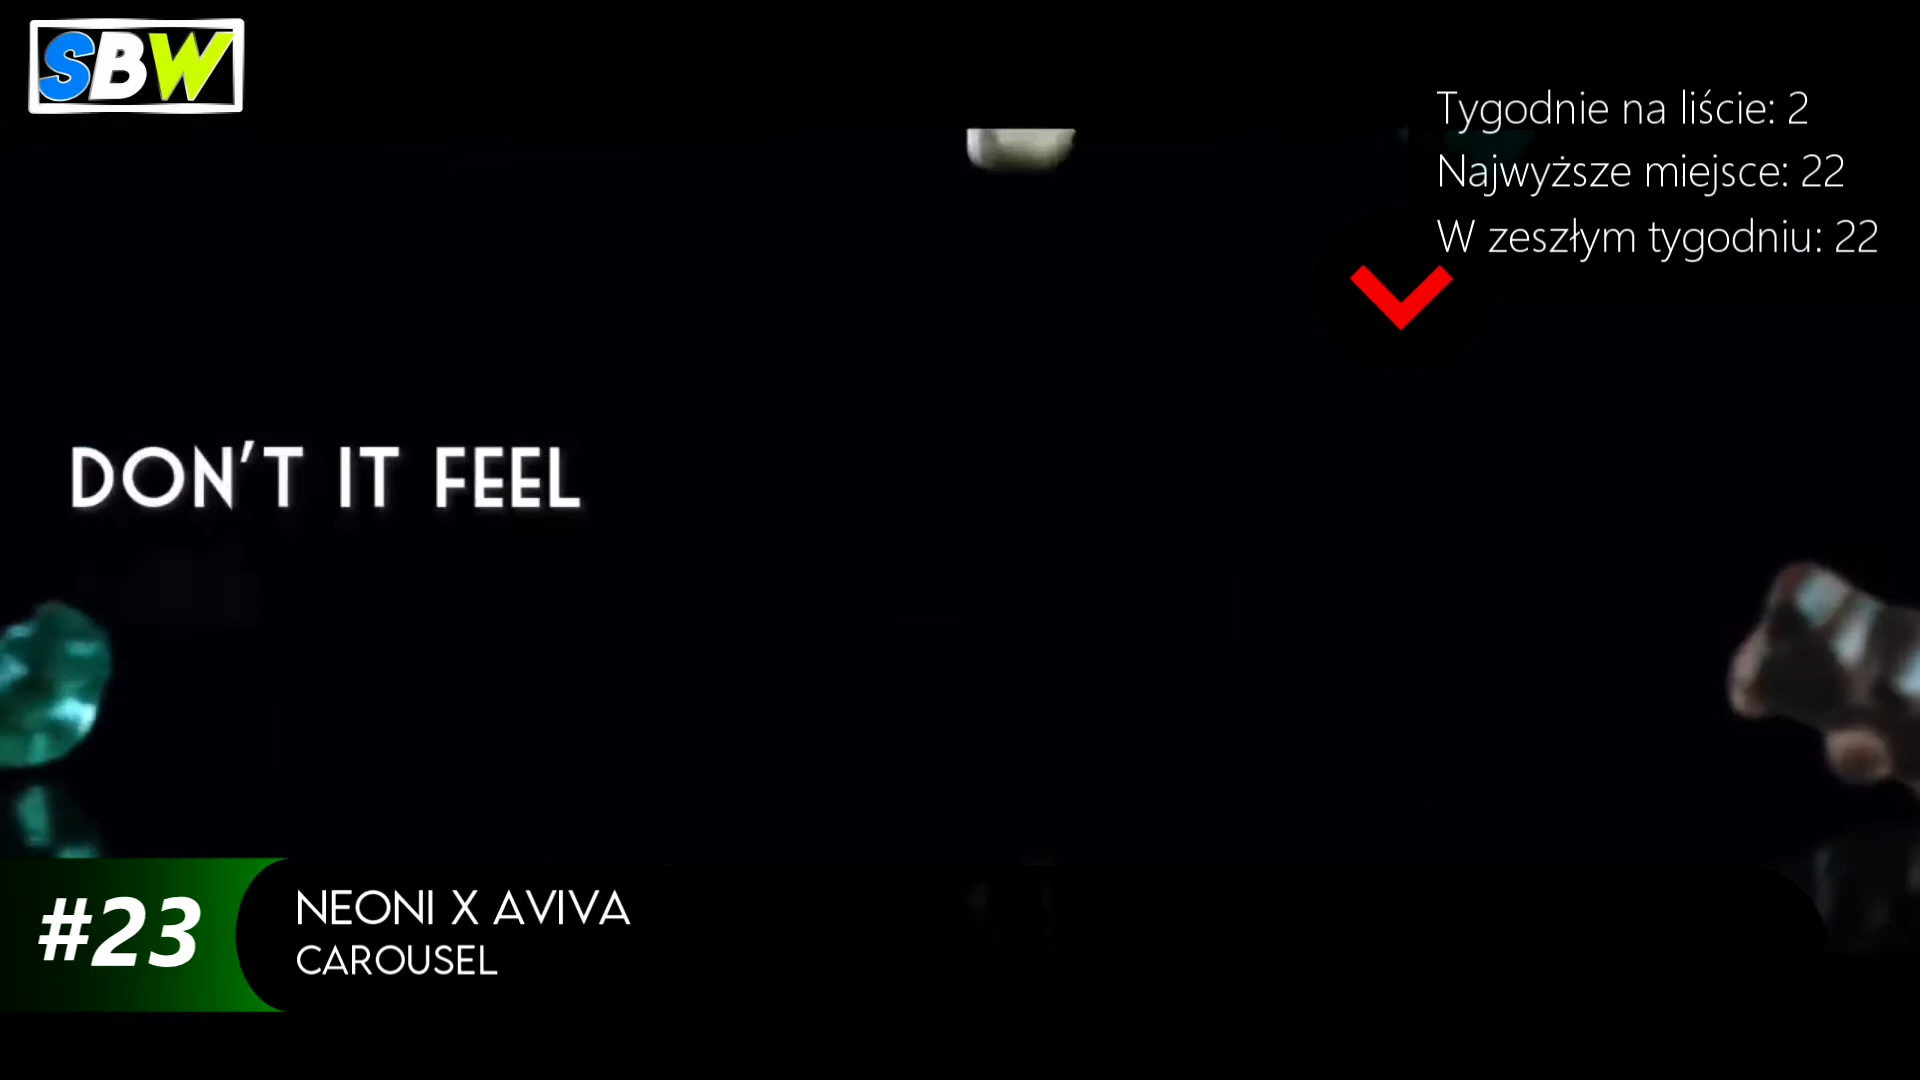 SBW
Tygodnie na liście: 2
Najwyższe miejsce: 22
W zeszłym tygodniu: 22
DON'T IT FEEL
#23
NEONI X AVIVA
CAROUSEL